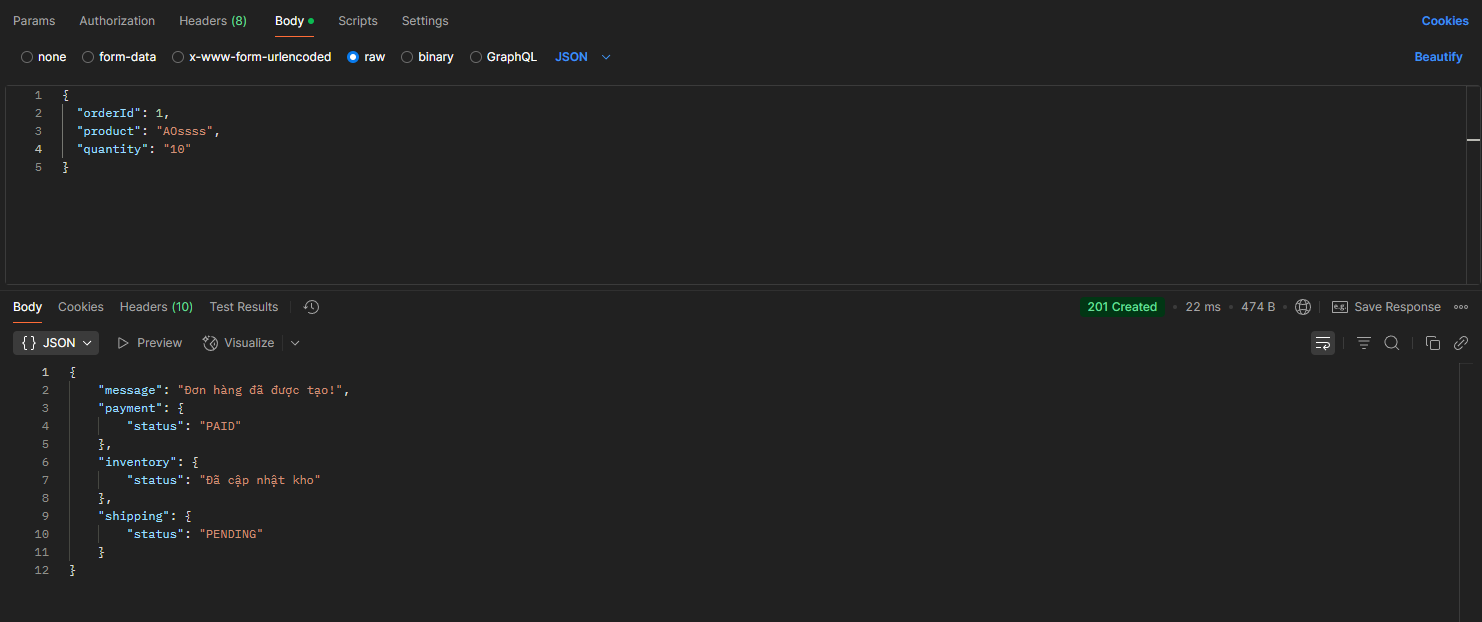 Params Authorization Headers (8) Body Scripts Settings Cookies
none form-data x-www-form-urlencoded raw binary GraphQL JSON Beautify
1 {
2 "orderId": 1,
3 "product": "AOssss",
4 "quantity": "10"
5 }
Body Cookies Headers (10) Test Results 201 Created 22 ms 474 B e.g. Save Response
{} JSON Preview Visualize
1 {
2 "message": "Đơn hàng đã được tạo!",
3 "payment": {
4 "status": "PAID"
5 },
6 "inventory": {
7 "status": "Đã cập nhật kho"
8 },
9 "shipping": {
10 "status": "PENDING"
11 }
12 }